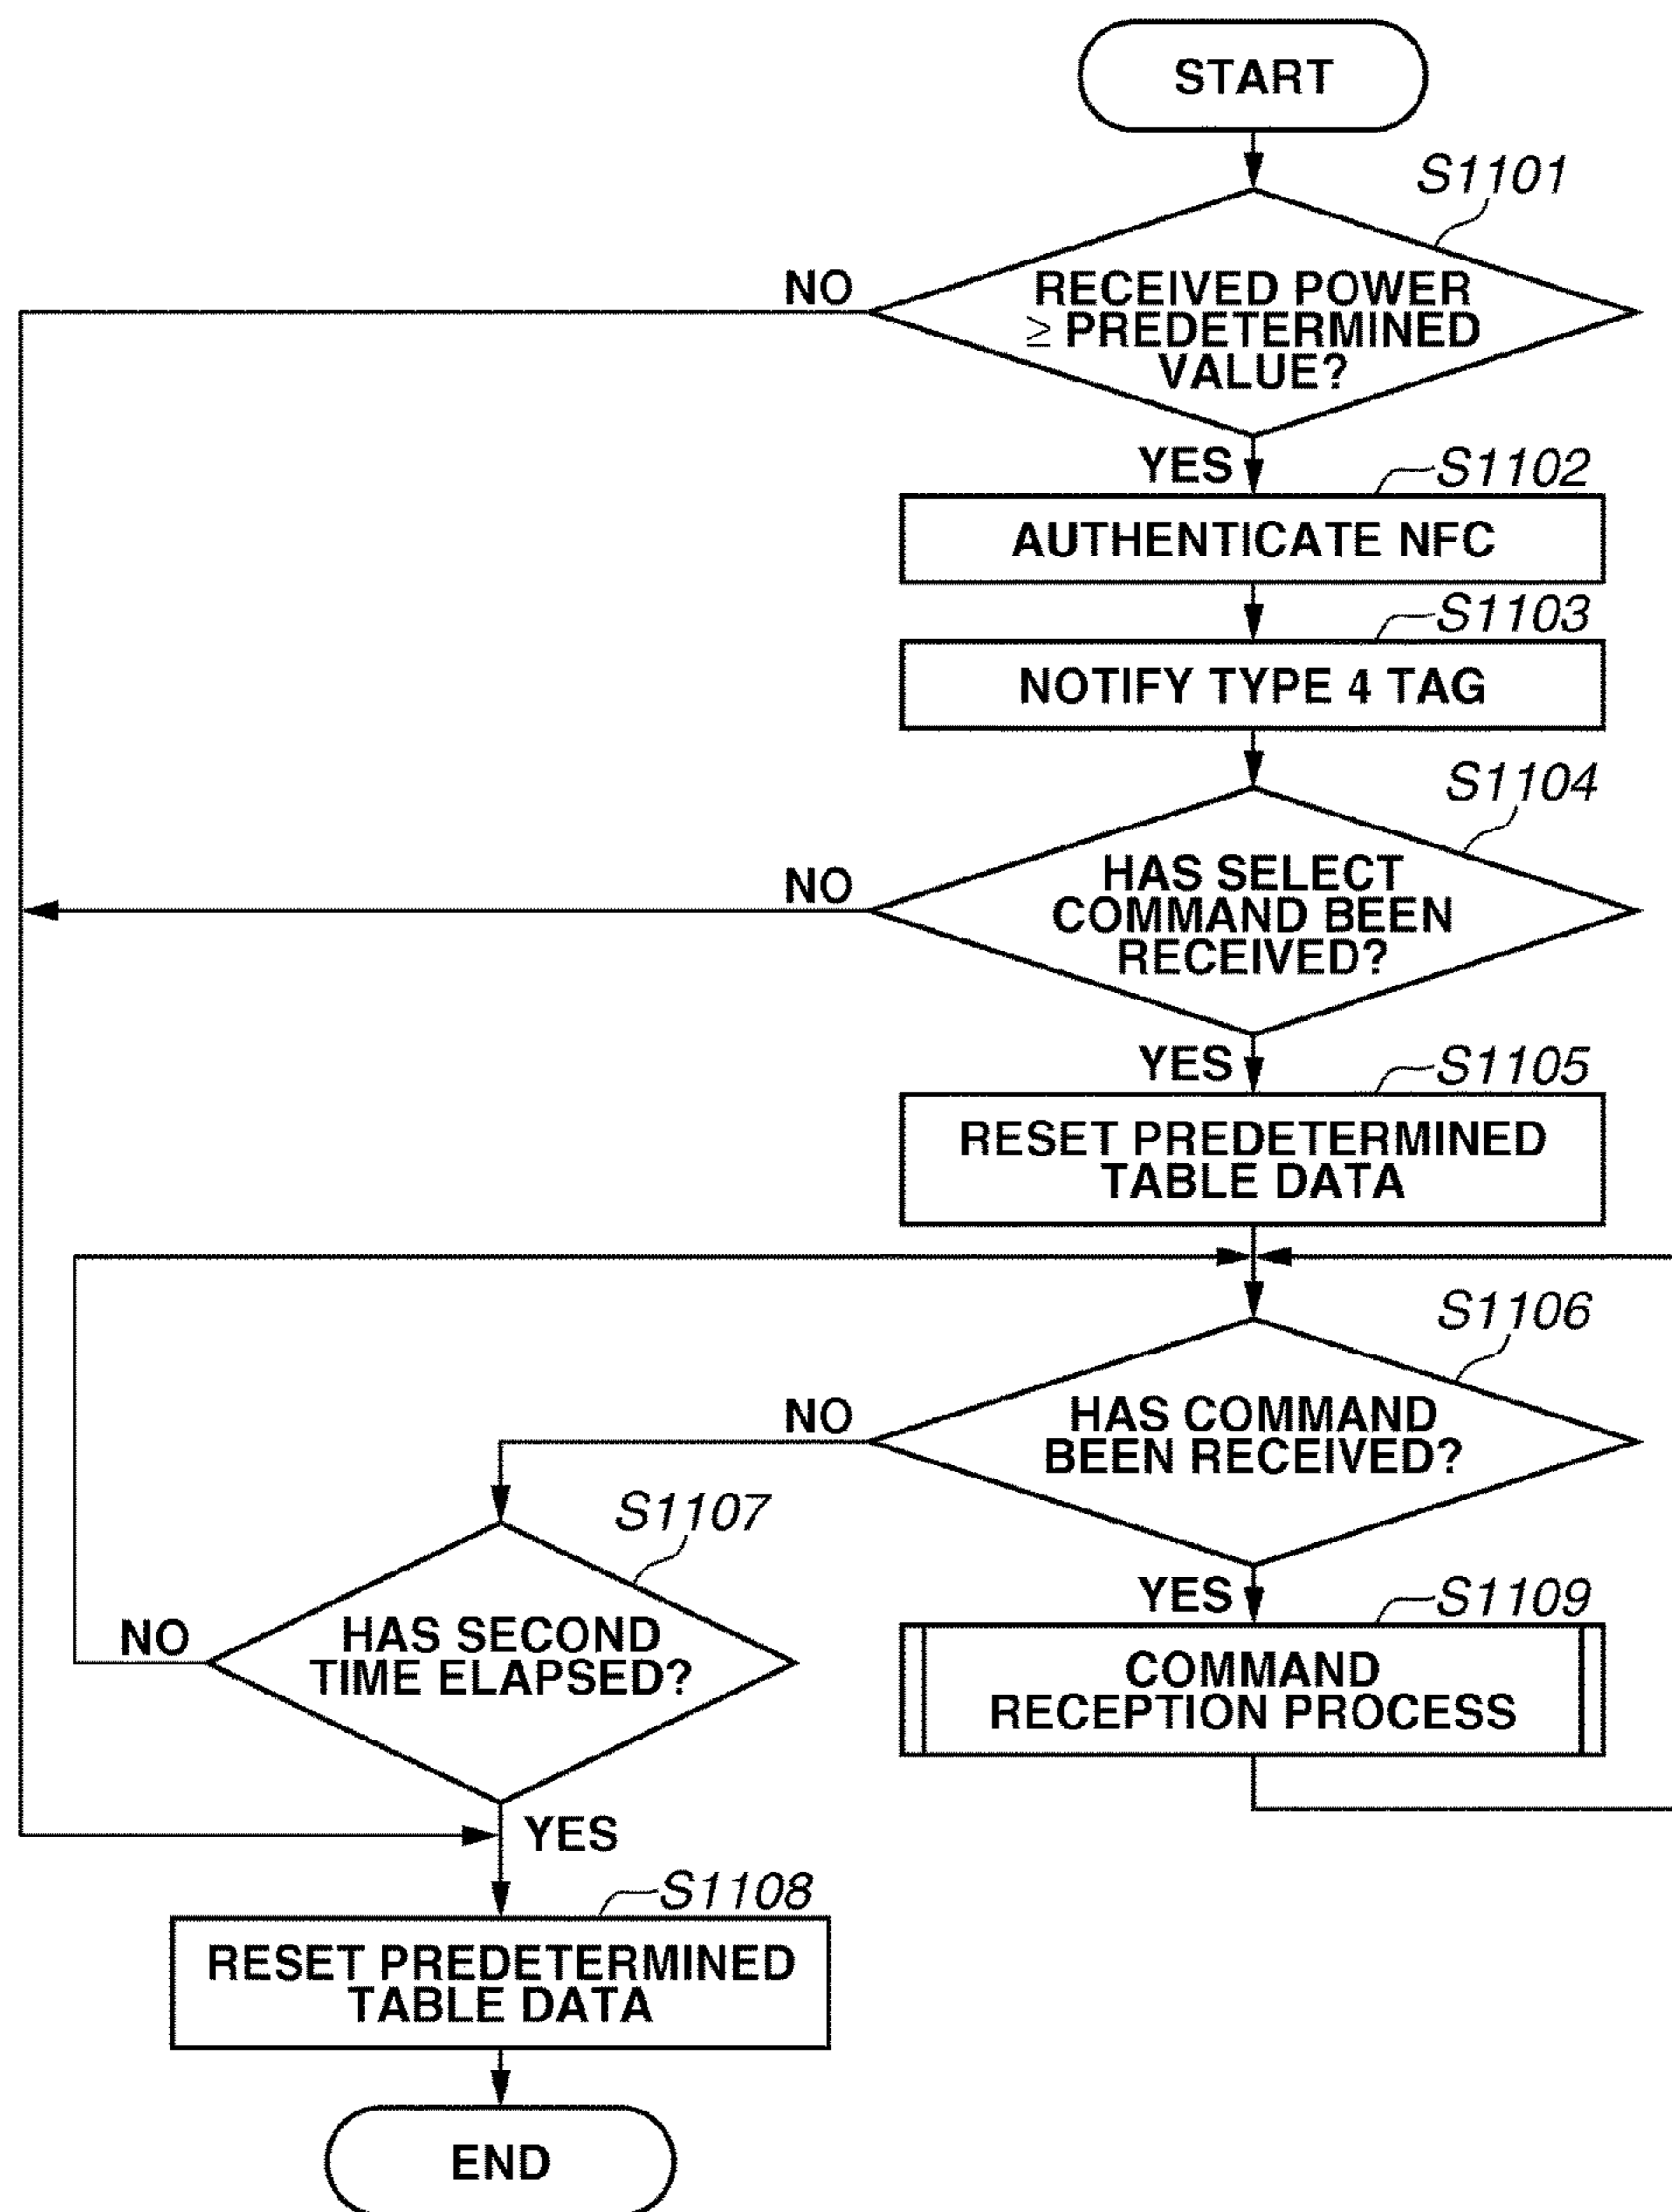 START
S1101
NO
RECEIVED POWER
≥ PREDETERMINED
VALUE?
YES
S1102
AUTHENTICATE NFC
S1103
NOTIFY TYPE 4 TAG
S1104
NO
HAS SELECT
COMMAND BEEN
RECEIVED?
YES
S1105
RESET PREDETERMINED
TABLE DATA
S1106
NO
HAS COMMAND
BEEN RECEIVED?
S1107
NO
HAS SECOND
TIME ELAPSED?
YES
S1109
COMMAND
RECEPTION PROCESS
YES
S1108
RESET PREDETERMINED
TABLE DATA
END